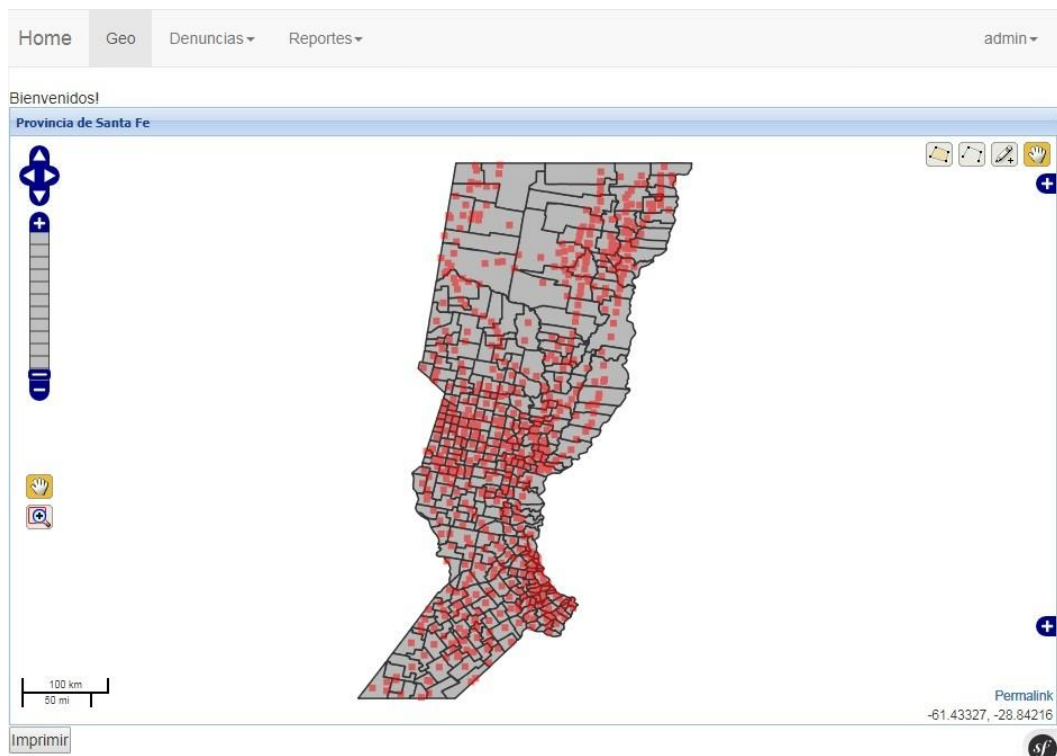 Home Geo Denuncias Reportes admin
Bienvenidos!
Provincia de Santa Fe
100 km
50 mi
Permalink
-61.43327, -28.84216
Imprimir
sf